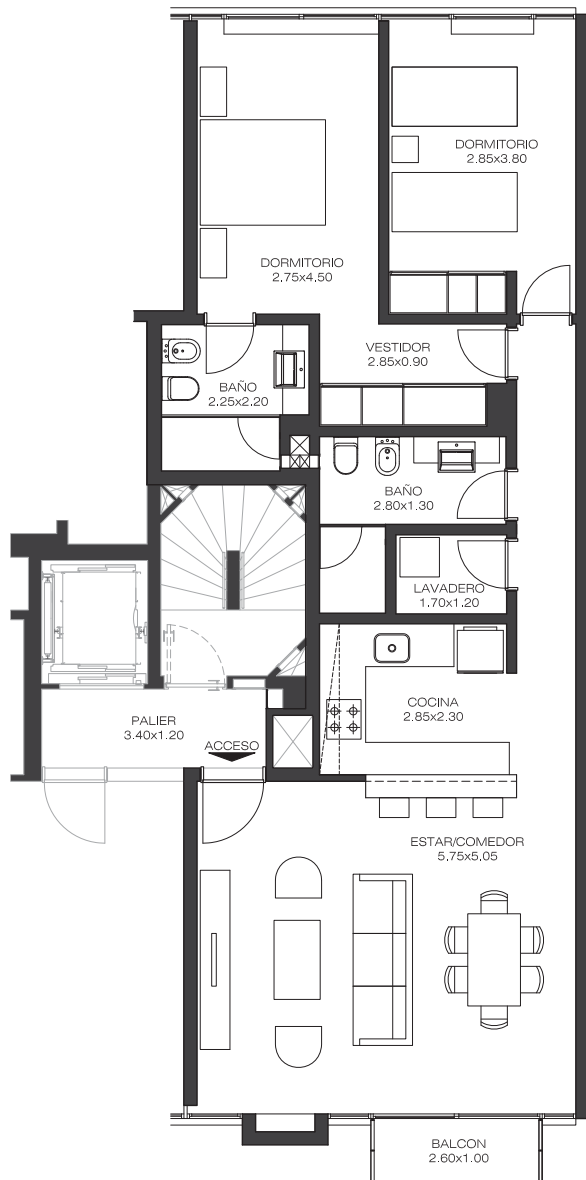 DORMITORIO
2.85x3.80
DORMITORIO
2.75x4.50
VESTIDOR
2.85x0.90
BAÑO
2.25x2.20
BAÑO
2.80x1.30
LAVADERO
1.70x1.20
COCINA
2.85x2.30
PALIER
3.40x1.20
ACCESO
ESTAR/COMEDOR
5.75x5.05
BALCON
2.60x1.00